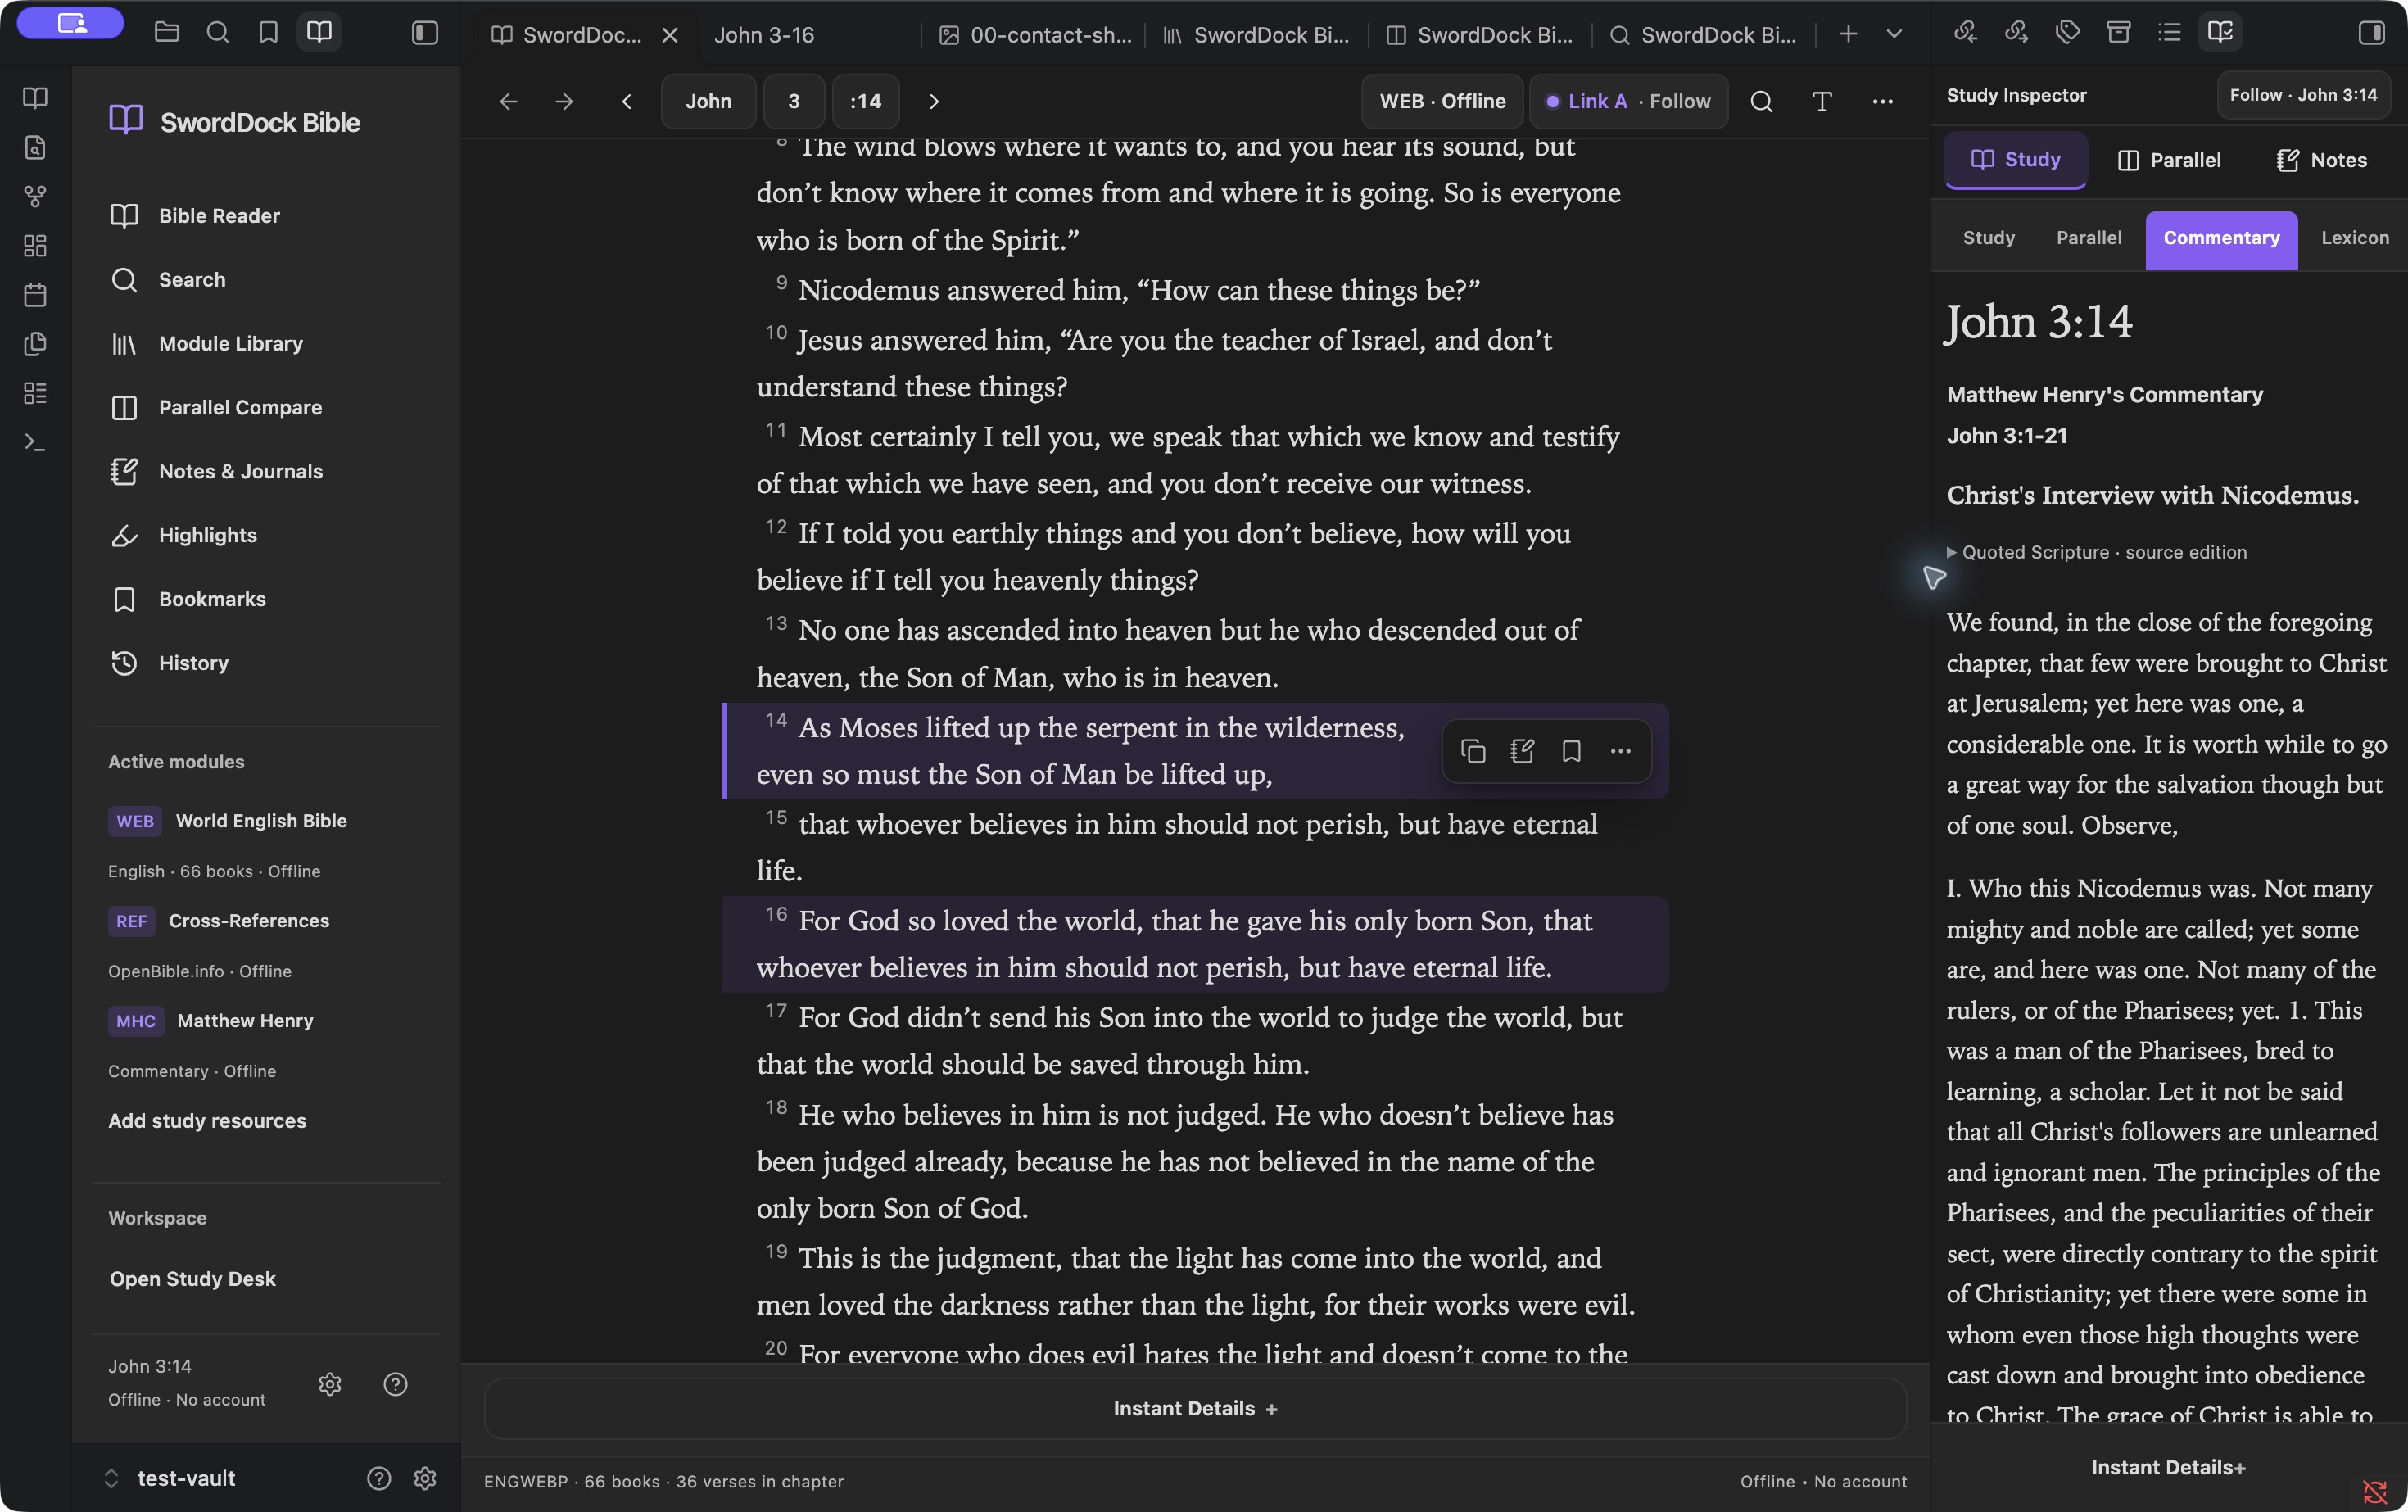 SwordDoc...
John 3-16
00-contact-sh...
SwordDock Bi...
SwordDock Bi...
SwordDock Bi...
SwordDock Bible
Bible Reader
Search
Module Library
Parallel Compare
Notes & Journals
Highlights
Bookmarks
History
Active modules
WEB World English Bible
English · 66 books · Offline
REF Cross-References
OpenBible.info · Offline
MHC Matthew Henry
Commentary · Offline
Add study resources
Workspace
Open Study Desk
John 3:14
Offline · No account
test-vault
John 3 :14
WEB · Offline
Link A · Follow
8 The wind blows where it wants to, and you hear its sound, but
don’t know where it comes from and where it is going. So is everyone
who is born of the Spirit.”
9 Nicodemus answered him, “How can these things be?”
10 Jesus answered him, “Are you the teacher of Israel, and don’t
understand these things?
11 Most certainly I tell you, we speak that which we know and testify
of that which we have seen, and you don’t receive our witness.
12 If I told you earthly things and you don’t believe, how will you
believe if I tell you heavenly things?
13 No one has ascended into heaven but he who descended out of
heaven, the Son of Man, who is in heaven.
14 As Moses lifted up the serpent in the wilderness,
even so must the Son of Man be lifted up,
15 that whoever believes in him should not perish, but have eternal
life.
16 For God so loved the world, that he gave his only born Son, that
whoever believes in him should not perish, but have eternal life.
17 For God didn’t send his Son into the world to judge the world, but
that the world should be saved through him.
18 He who believes in him is not judged. He who doesn’t believe has
been judged already, because he has not believed in the name of the
only born Son of God.
19 This is the judgment, that the light has come into the world, and
men loved the darkness rather than the light, for their works were evil.
20 For everyone who does evil hates the light and doesn’t come to the
Instant Details +
ENGWEBP · 66 books · 36 verses in chapter
Offline • No account
Study Inspector
Follow · John 3:14
Study
Parallel
Notes
Study
Parallel
Commentary
Lexicon
John 3:14
Matthew Henry's Commentary
John 3:1-21
Christ's Interview with Nicodemus.
Quoted Scripture · source edition
We found, in the close of the foregoing
chapter, that few were brought to Christ
at Jerusalem; yet here was one, a
considerable one. It is worth while to go
a great way for the salvation though but
of one soul. Observe,
I. Who this Nicodemus was. Not many
mighty and noble are called; yet some
are, and here was one. Not many of the
rulers, or of the Pharisees; yet. 1. This
was a man of the Pharisees, bred to
learning, a scholar. Let it not be said
that all Christ's followers are unlearned
and ignorant men. The principles of the
Pharisees, and the peculiarities of their
sect, were directly contrary to the spirit
of Christianity; yet there were some in
whom even those high thoughts were
cast down and brought into obedience
to Christ. The grace of Christ is able to
Instant Details+